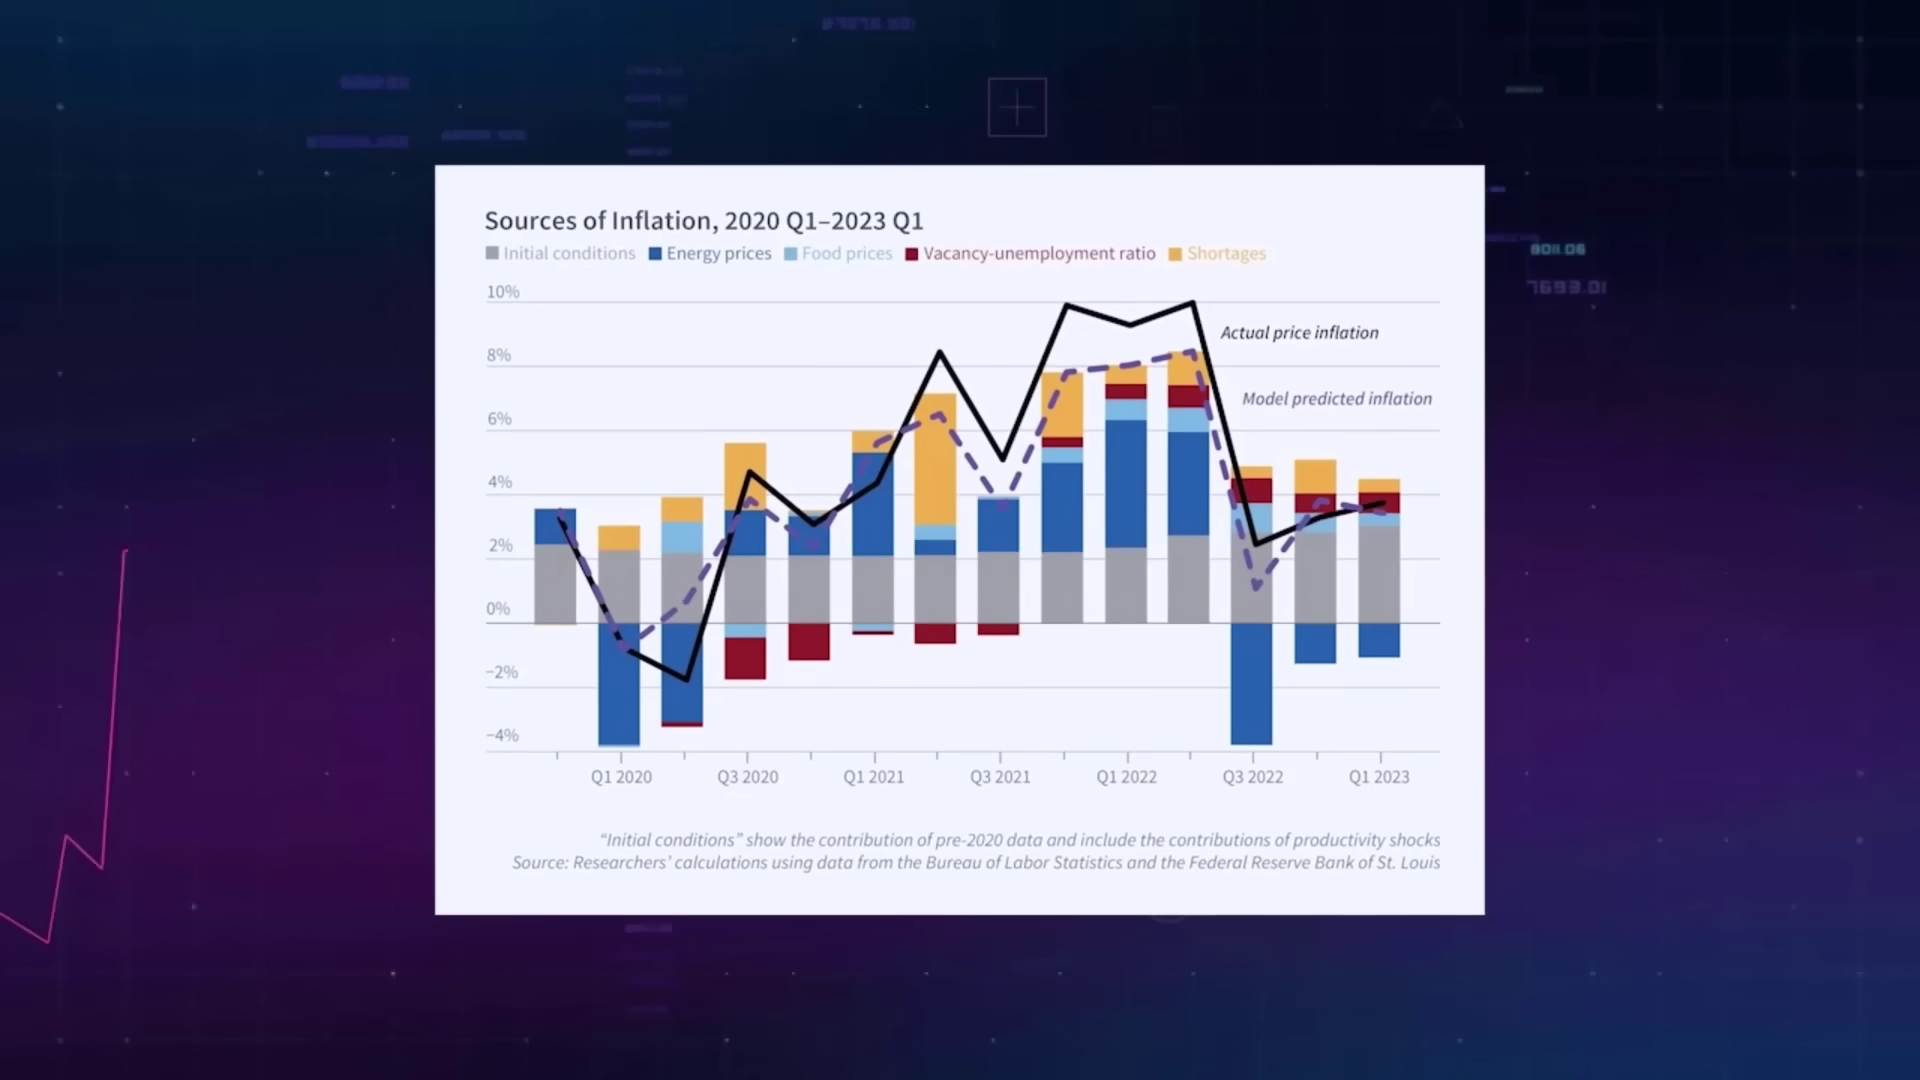 Sources of Inflation, 2020 Q1–2023 Q1
Initial conditions Energy prices Food prices Vacancy-unemployment ratio Shortages
10%
Actual price inflation
8%
Model predicted inflation
6%
4%
2%
0%
−2%
−4%
Q1 2020 Q3 2020 Q1 2021 Q3 2021 Q1 2022 Q3 2022 Q1 2023
“Initial conditions” show the contribution of pre-2020 data and include the contributions of productivity shocks
Source: Researchers’ calculations using data from the Bureau of Labor Statistics and the Federal Reserve Bank of St. Louis
9011.06
7693.01